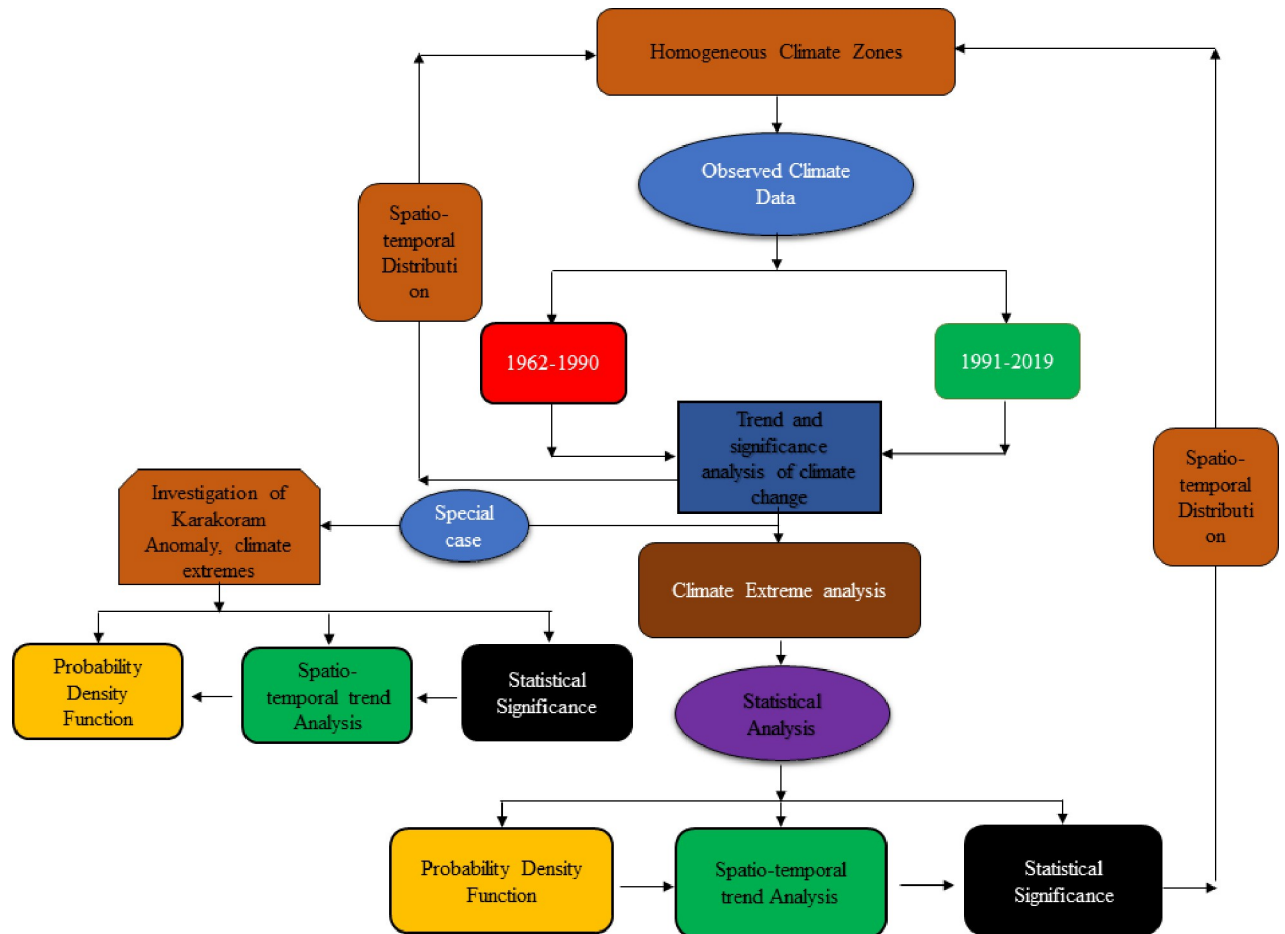 Homogeneous Climate Zones
Observed Climate
Data
Spatio-
temporal
Distributi
on
1962-1990
1991-2019
Trend and
significance
analysis of climate
change
Spatio-
temporal
Distributi
on
Investigation of
Karakoram
Anomaly, climate
extremes
Special
case
Climate Extreme analysis
Probability
Density
Function
Spatio-
temporal trend
Analysis
Statistical
Significance
Statistical
Analysis
Probability Density
Function
Spatio-temporal
trend Analysis
Statistical
Significance